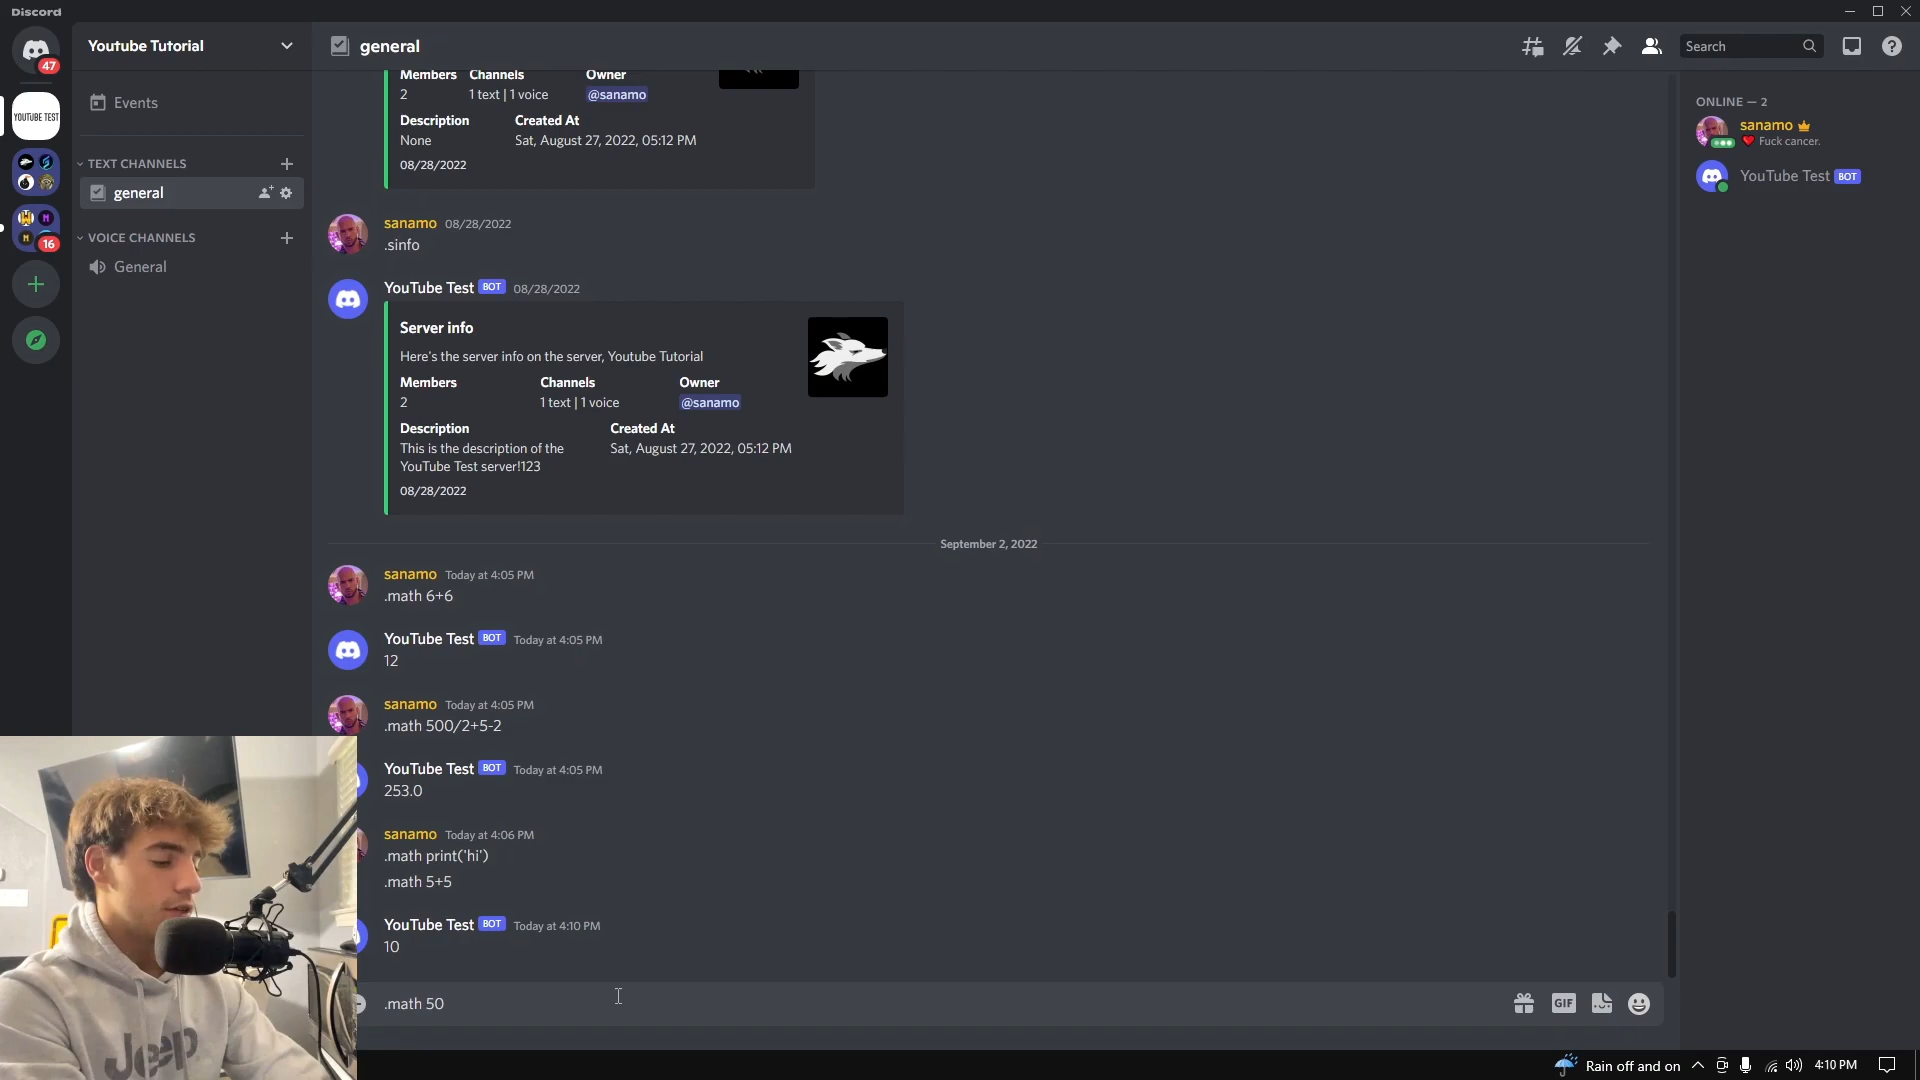 Discord
47
YOUTUBE TEST
16
Youtube Tutorial
Events
TEXT CHANNELS
general
VOICE CHANNELS
General
general
Search
Members Channels Owner
2 1 text | 1 voice @sanamo
Description Created At
None Sat, August 27, 2022, 05:12 PM
08/28/2022
sanamo 08/28/2022
.sinfo
YouTube Test BOT 08/28/2022
Server info
Here's the server info on the server, Youtube Tutorial
Members Channels Owner
2 1 text | 1 voice @sanamo
Description Created At
This is the description of the Sat, August 27, 2022, 05:12 PM
YouTube Test server!123
08/28/2022
September 2, 2022
sanamo Today at 4:05 PM
.math 6+6
YouTube Test BOT Today at 4:05 PM
12
sanamo Today at 4:05 PM
.math 500/2+5-2
YouTube Test BOT Today at 4:05 PM
253.0
sanamo Today at 4:06 PM
.math print('hi')
.math 5+5
YouTube Test BOT Today at 4:10 PM
10
.math 50
GIF
ONLINE — 2
sanamo
Fuck cancer.
YouTube Test BOT
Jeep
Rain off and on
4:10 PM